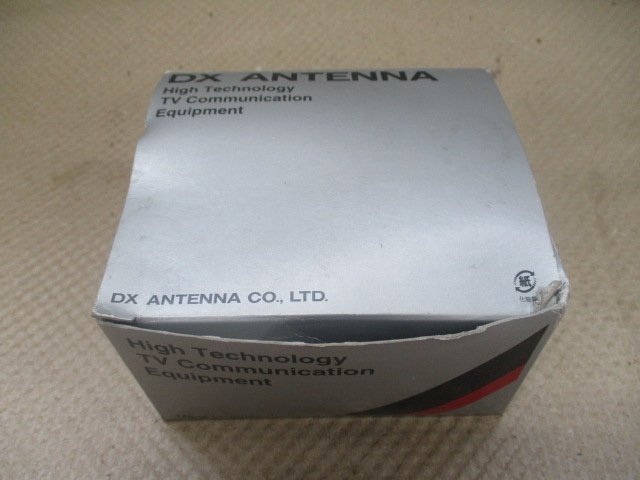 DX ANTENNA
High Technology
TV Communication
Equipment
DX ANTENNA CO., LTD.
紙
High Technology
TV Communication
Equipment